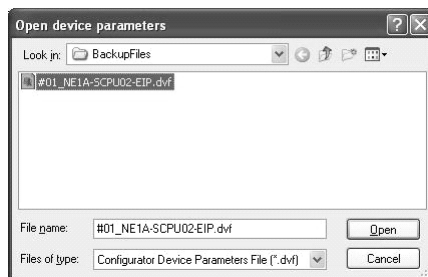 Open device parameters
Look in: BackupFiles
#01_NE1A-SCPU02-EIP.dvf
File name: #01_NE1A-SCPU02-EIP.dvf Open
Files of type: Configurator Device Parameters File (*.dvf) Cancel